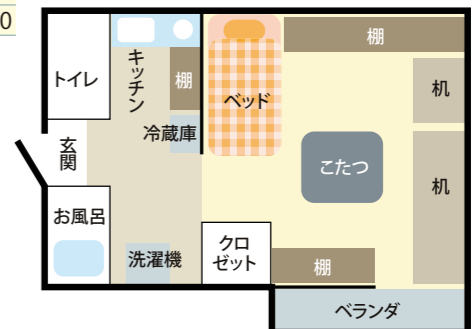 0
トイレ
キッチン
棚
冷蔵庫
玄関
お風呂
洗濯機
ベッド
棚
机
こたつ
机
クロ
ゼット
棚
ベランダ